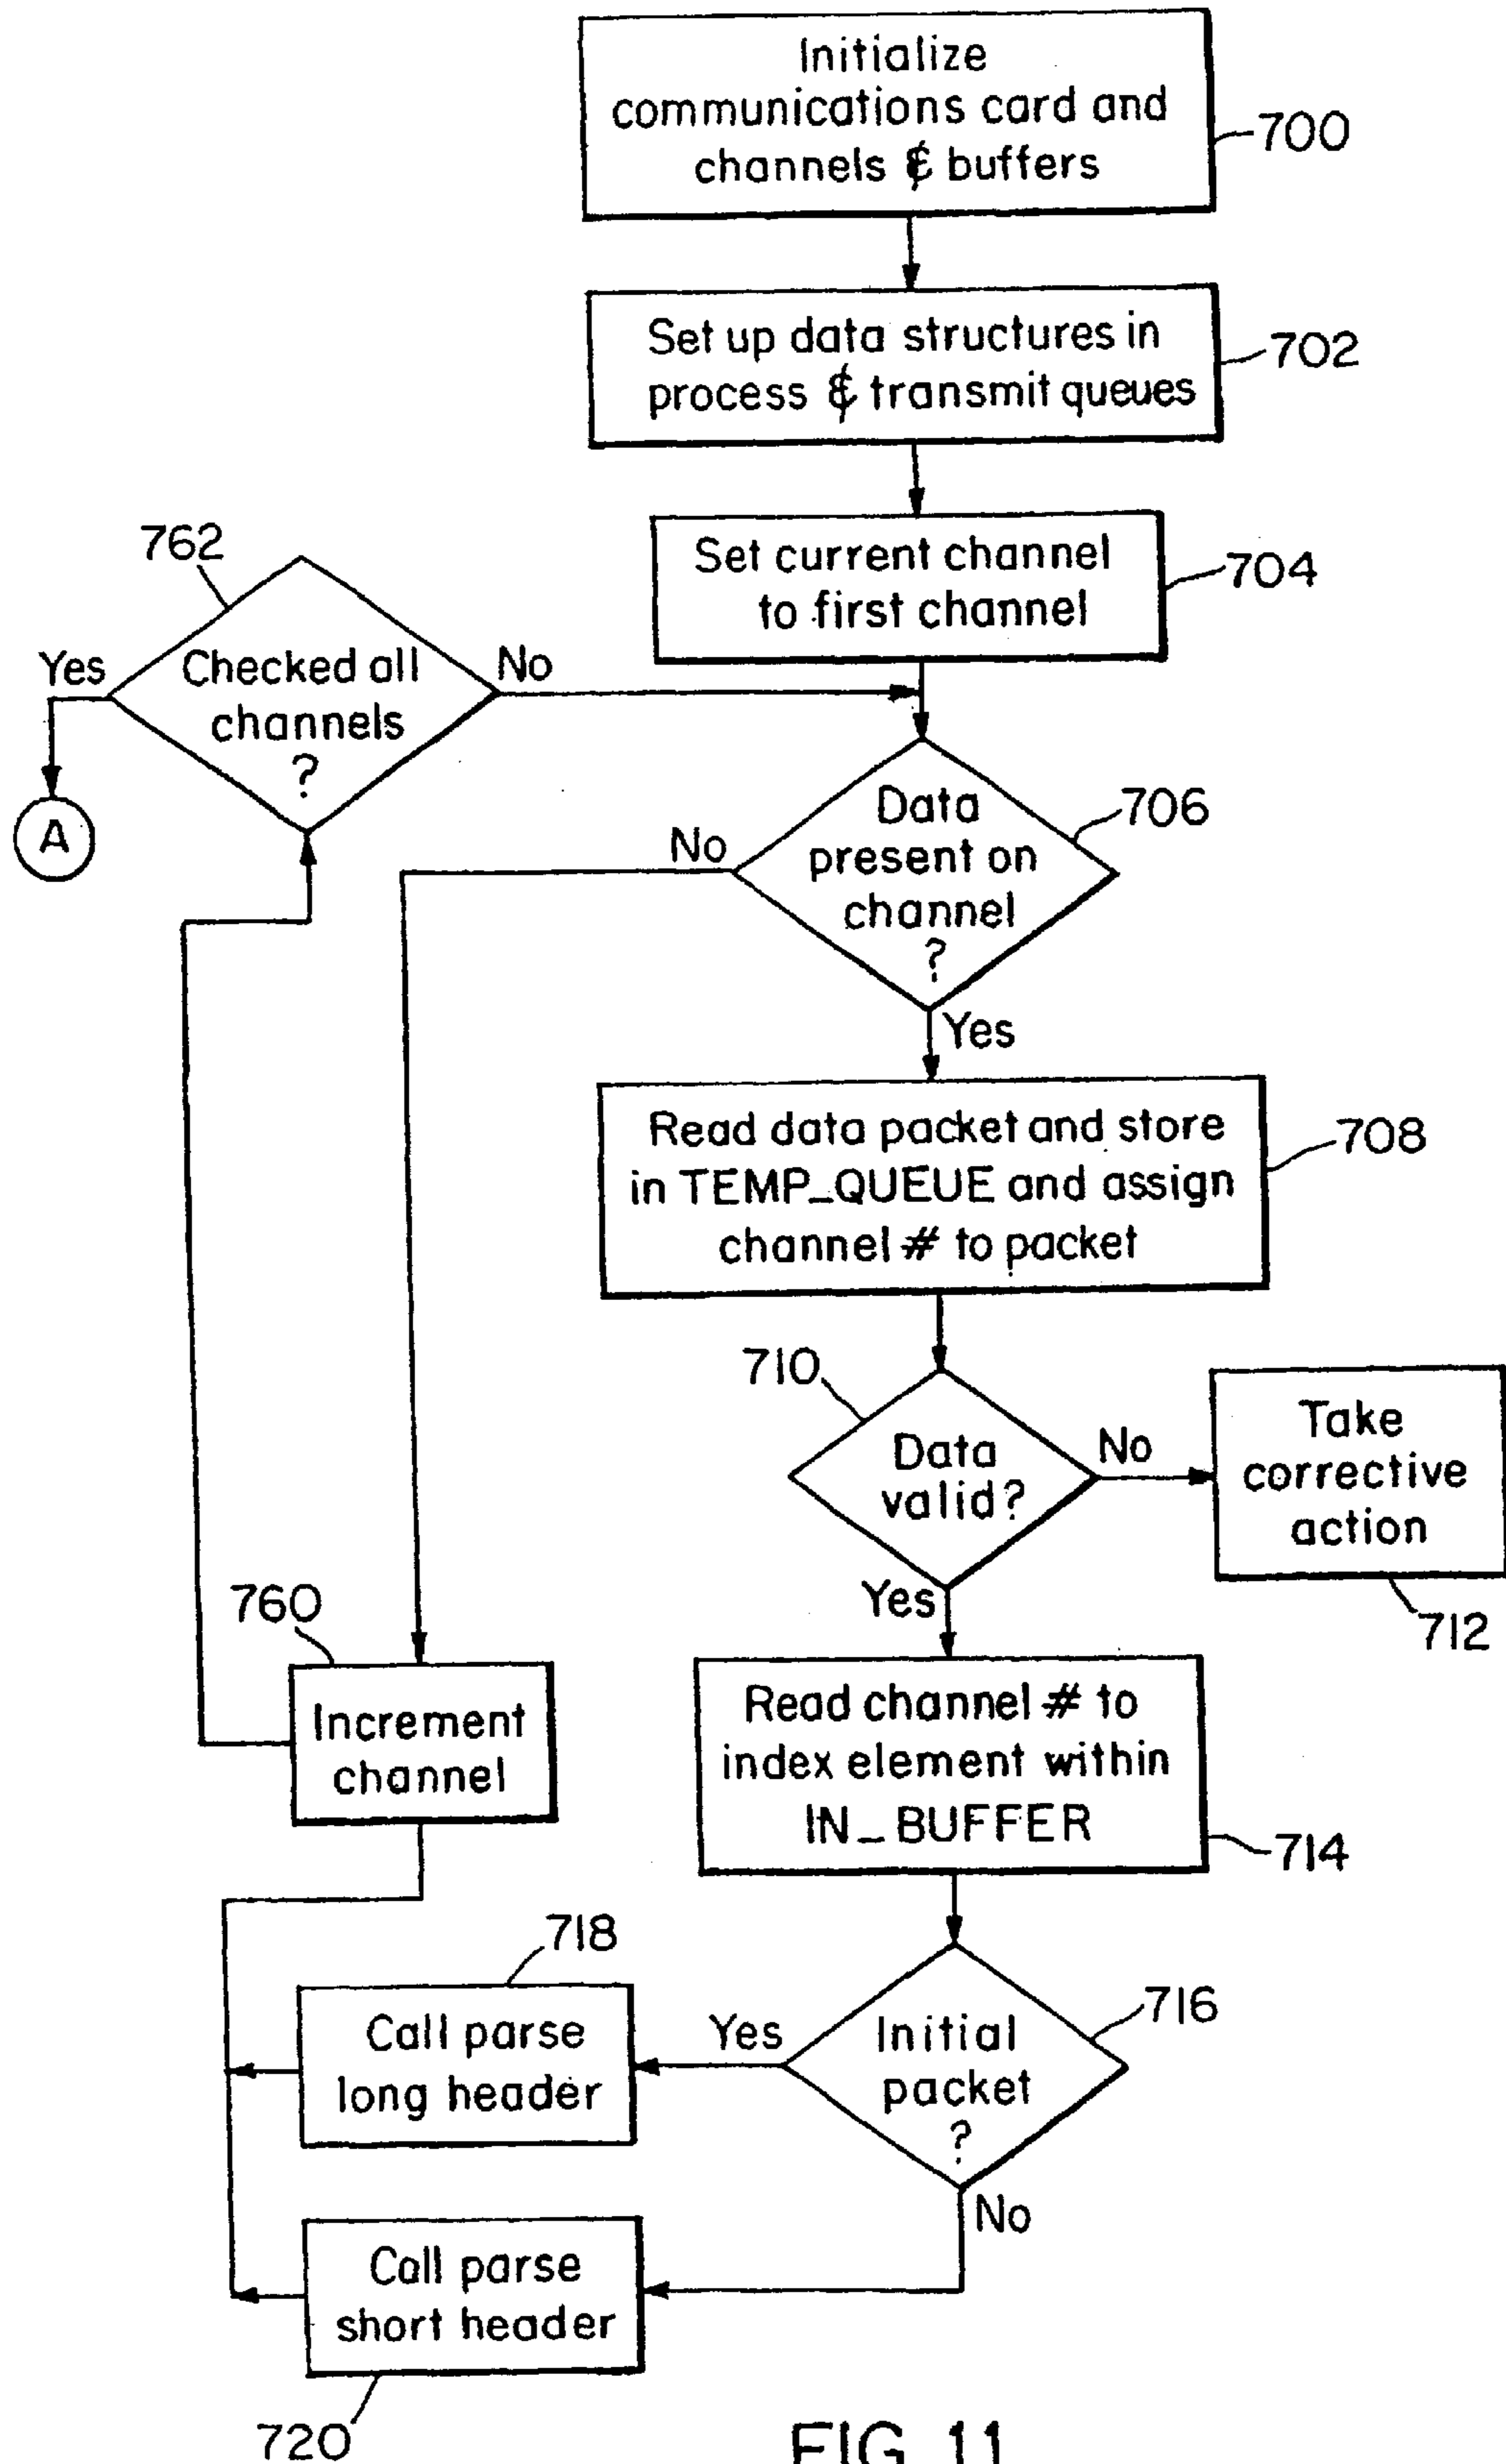 Initialize
communications card and
channels & buffers
700
Set up data structures in
process & transmit queues
702
Set current channel
to first channel
704
762
Yes
Checked all
channels
?
No
A
No
Data
present on
channel
?
706
Yes
Read data packet and store
in TEMP_QUEUE and assign
channel # to packet
708
710
Data
valid?
No
Take
corrective
action
712
Yes
760
Increment
channel
Read channel # to
index element within
IN_BUFFER
714
718
Call parse
long header
Yes
Initial
packet
?
716
No
Call parse
short header
720
FIG. 11